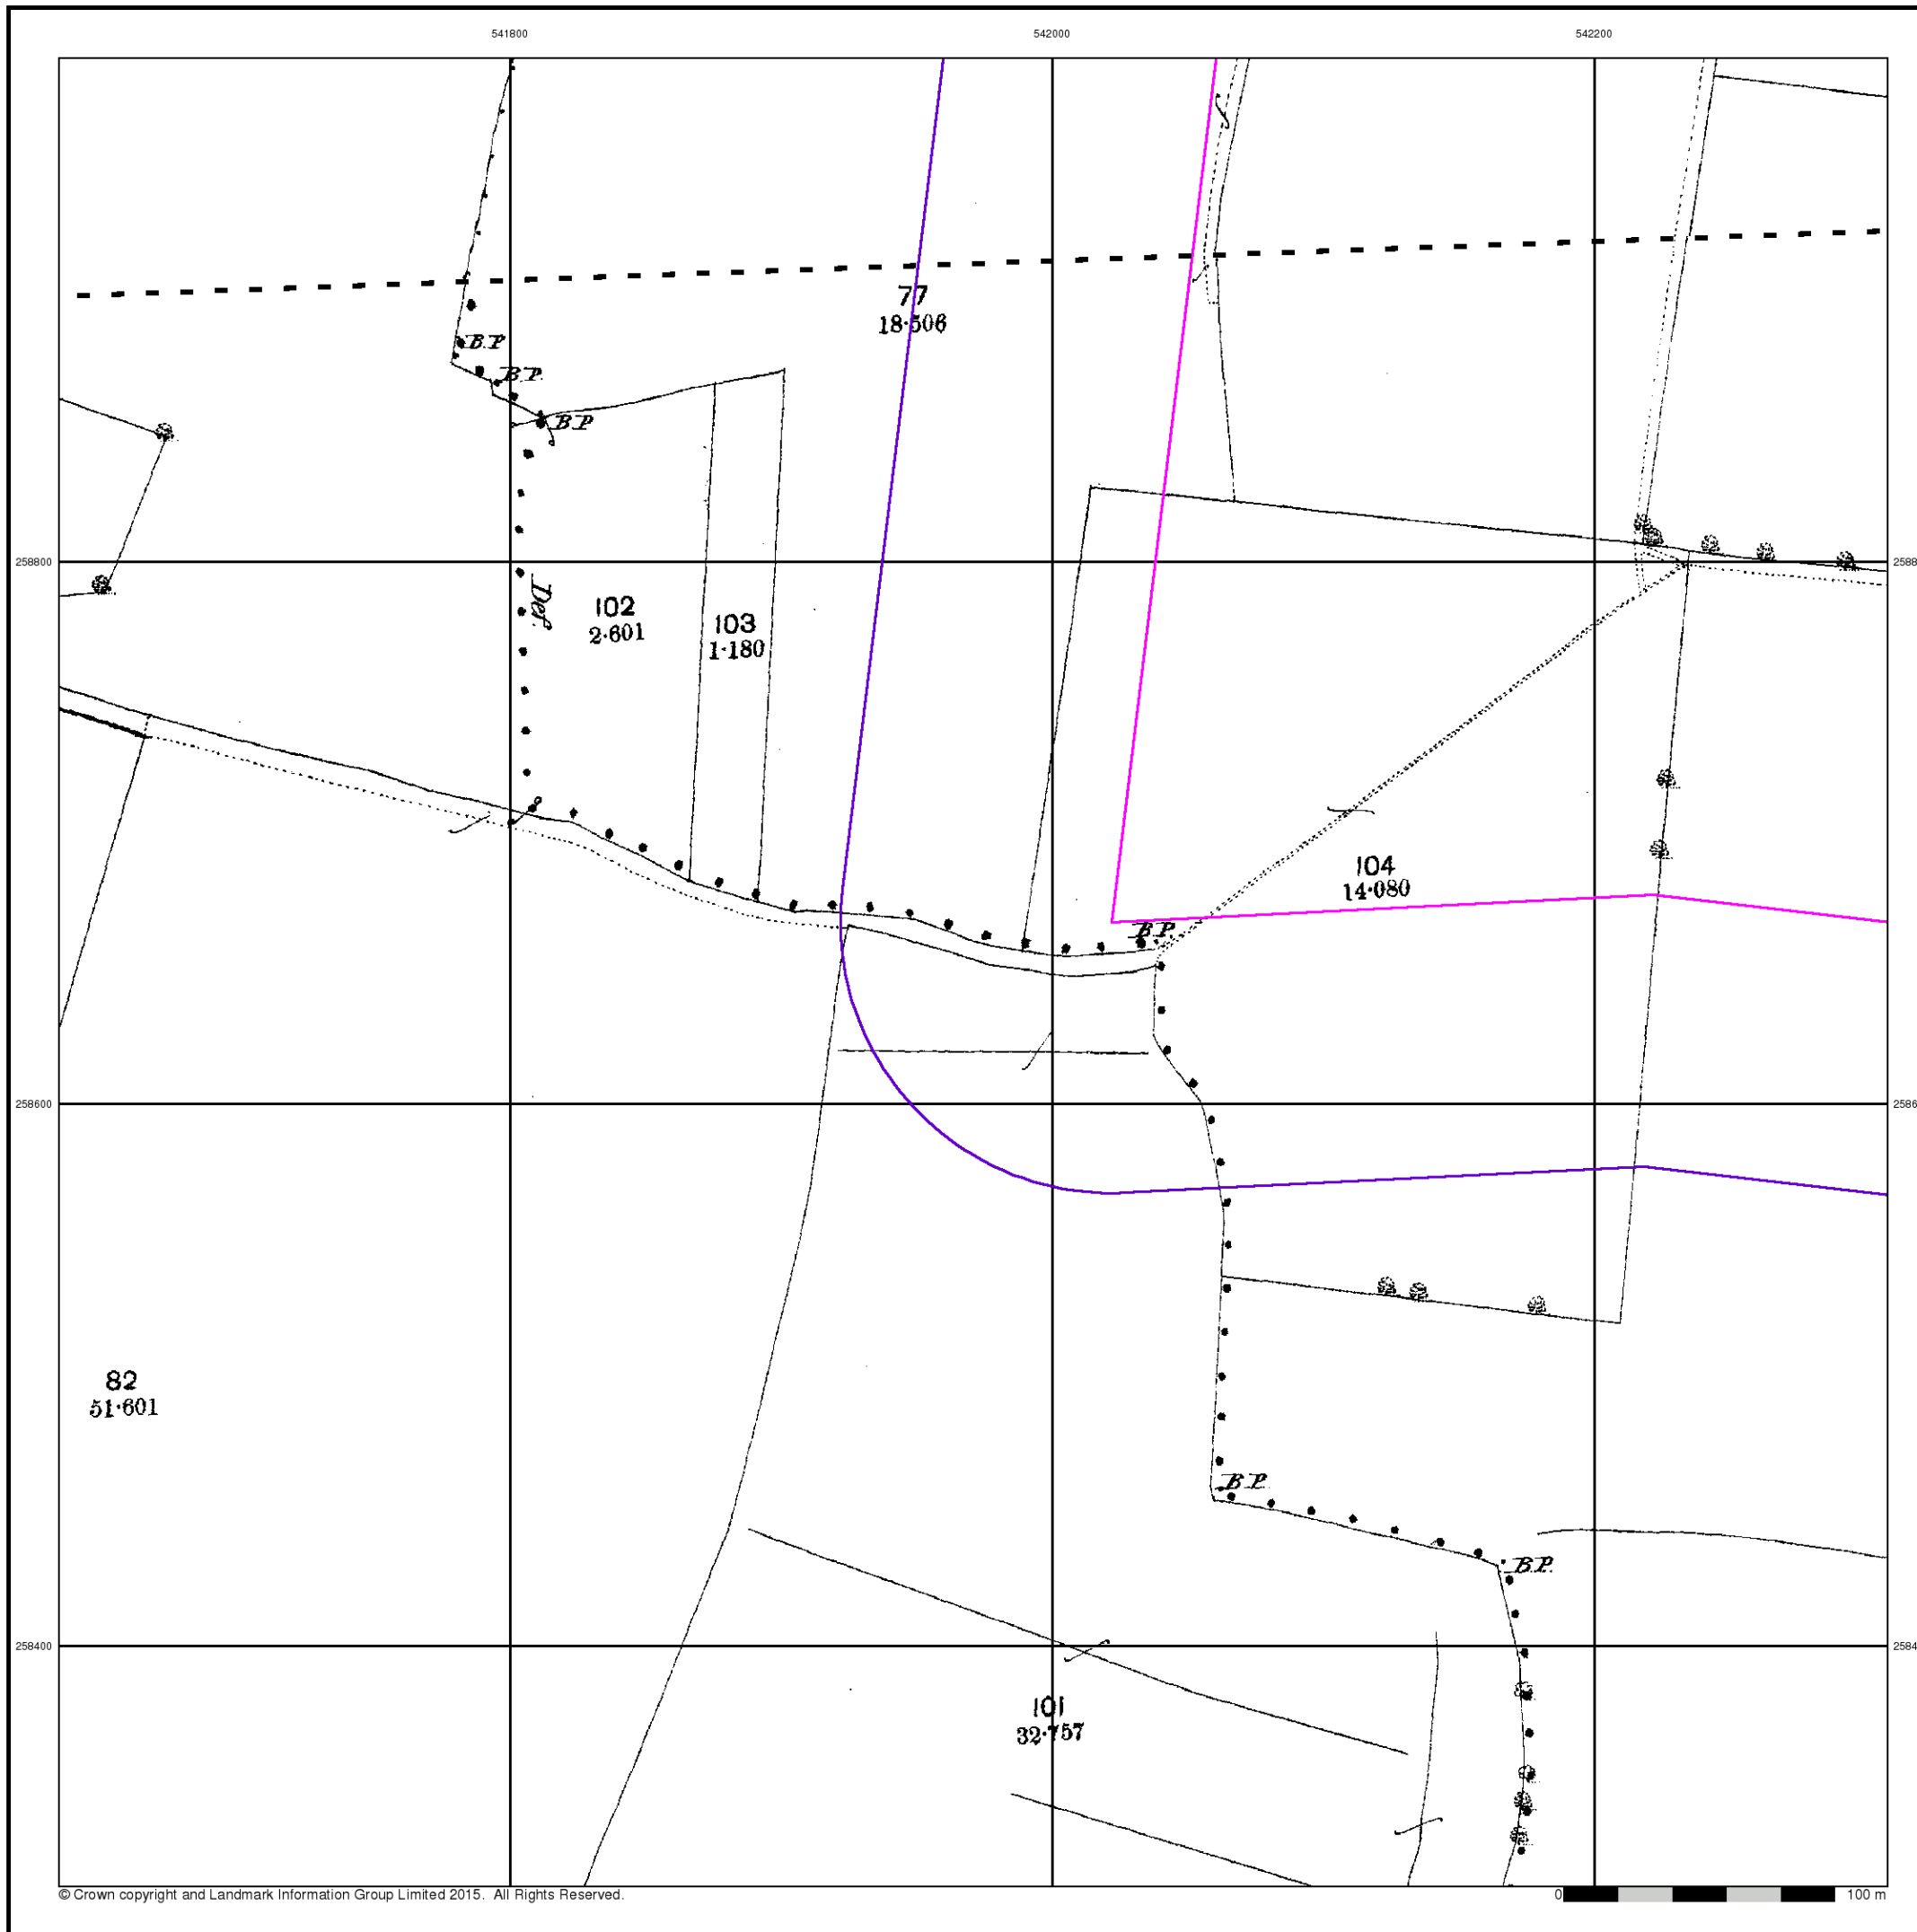 541800 542000 542200
77
18·506
B.P
B.P.
B.P
258800 2588
Def.
102
2·601
103
1·180
104
14·080
B.P.
258600 2586
82
51·601
B.P.
B.P.
258400 2584
101
32·757
© Crown copyright and Landmark Information Group Limited 2015. All Rights Reserved.
0 100 m